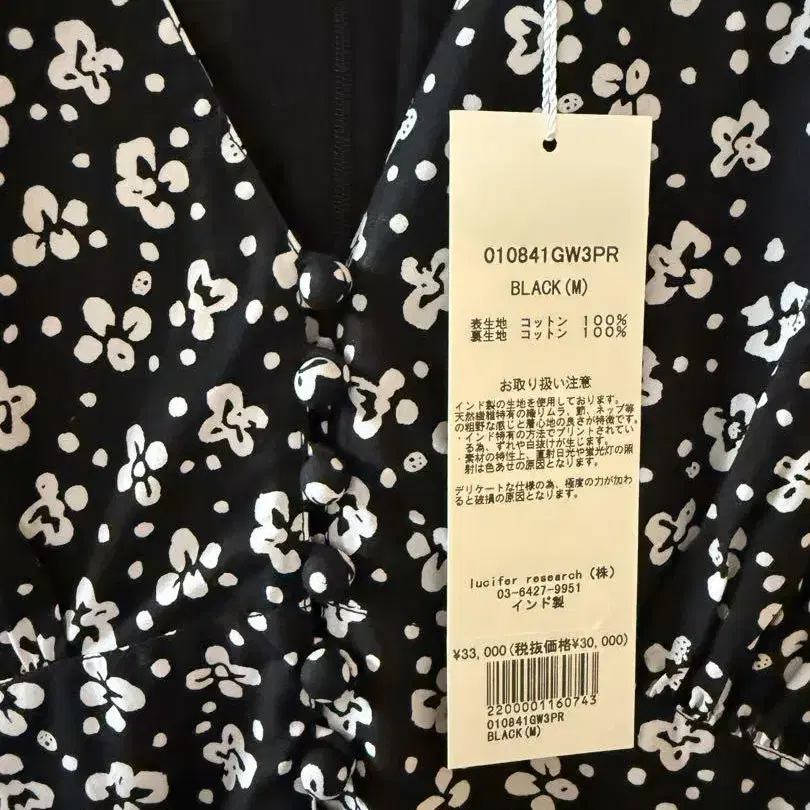 010841GW3PR
BLACK(M)
表生地 コットン 100%
裏生地 コットン 100%
お取り扱い注意
インド製の生地を使用しております。
天然繊維特有の織りムラ、節、ネップ等
の粗野な感じと着心地の良さが特徴です。
・インド特有の方法でプリントされてい
る為、ずれや白抜けが生じます。
・素材の特性上、直射日光や蛍光灯の照
射は色あせの原因となります。
デリケートな仕様の為、極度の力が加わ
ると破損の原因となります。
lucifer research (株)
03-6427-9951
インド製
¥33,000(税抜価格¥30,000)
2200001160743
010841GW3PR
BLACK(M)